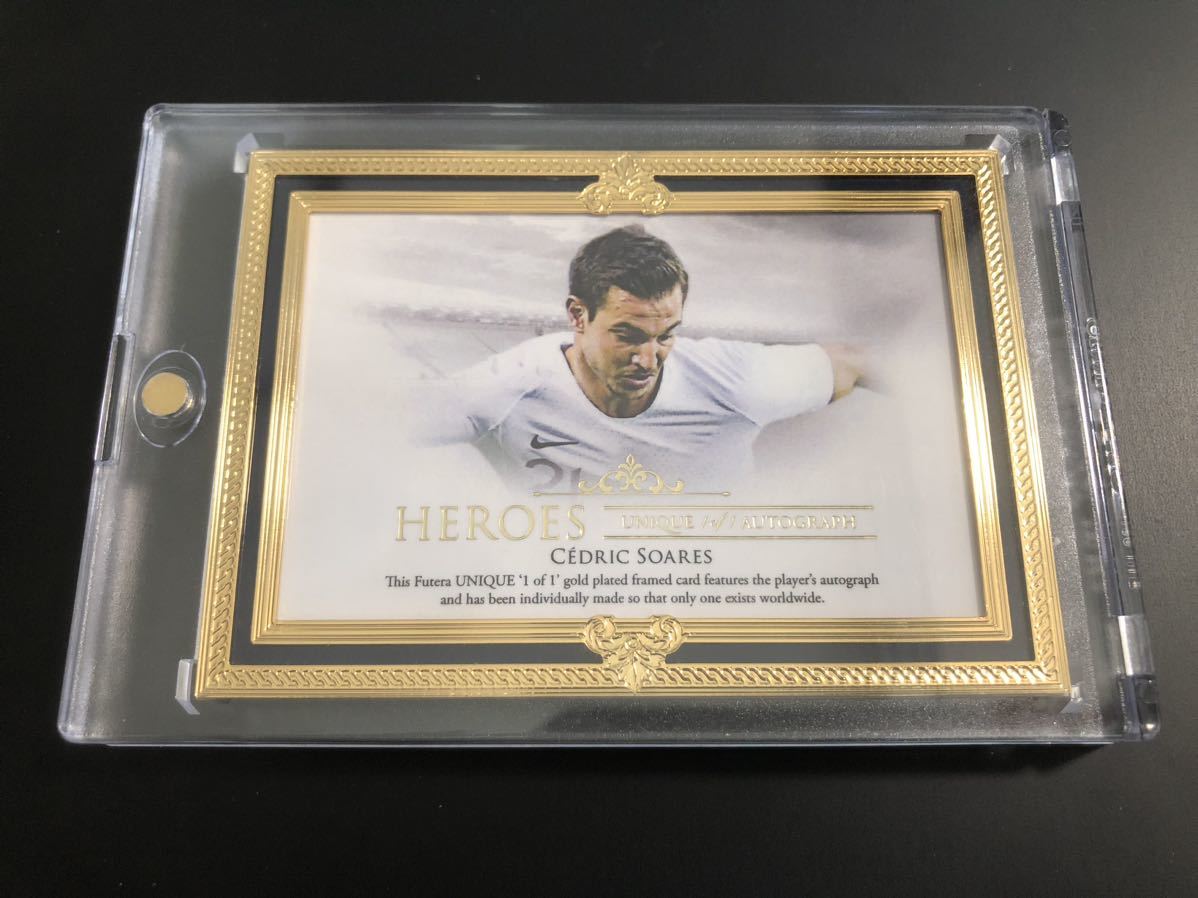 HEROES
UNIQUE 1 of 1 AUTOGRAPH
CÉDRIC SOARES
This Futera UNIQUE ‘1 of 1’ gold plated framed card features the player’s autograph
and has been individually made so that only one exists worldwide.